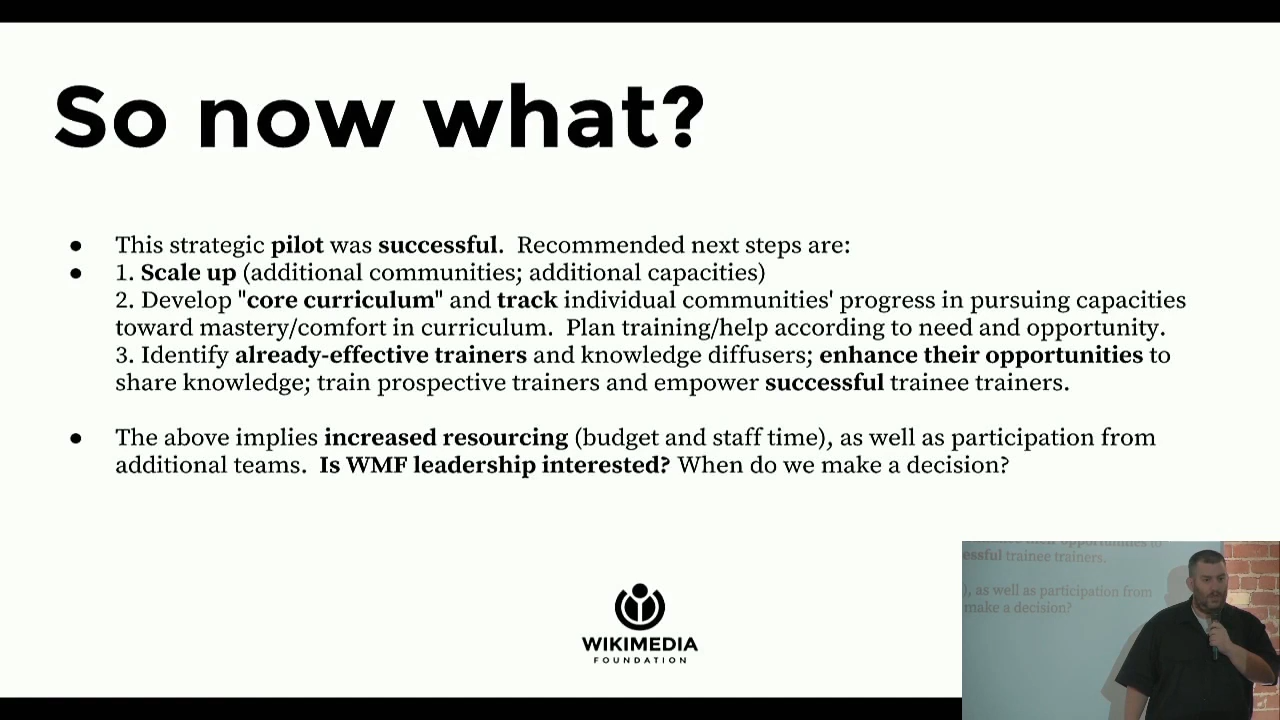 So now what?
● This strategic pilot was successful.  Recommended next steps are:
● 1. Scale up (additional communities; additional capacities)
2. Develop "core curriculum" and track individual communities' progress in pursuing capacities
toward mastery/comfort in curriculum.  Plan training/help according to need and opportunity.
3. Identify already-effective trainers and knowledge diffusers; enhance their opportunities to
share knowledge; train prospective trainers and empower successful trainee trainers.
● The above implies increased resourcing (budget and staff time), as well as participation from
additional teams.  Is WMF leadership interested? When do we make a decision?
WIKIMEDIA
FOUNDATION
essful trainee trainers.
), as well as participation from
make a decision?